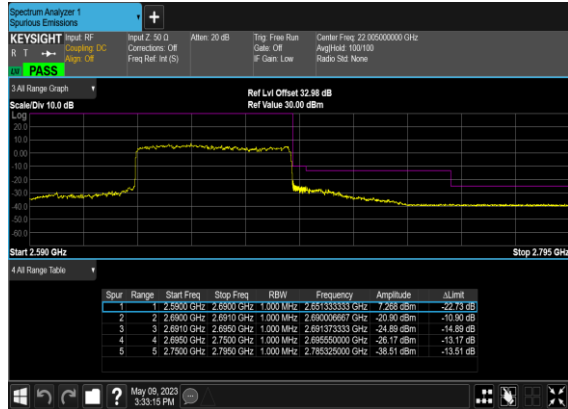 Spectrum Analyzer 1
Spurious Emissions
+
KEYSIGHT Input: RF Input Z: 50 Ω Atten: 20 dB Trig: Free Run Center Freq: 22.005000000 GHz
R T Coupling: DC Corrections: Off Gate: Off Avg|Hold: 100/100
Align: Off Freq Ref: Int (S) IF Gain: Low Radio Std: None
PASS
3 All Range Graph
Ref Lvl Offset 32.98 dB
Scale/Div 10.0 dB Ref Value 30.00 dBm
Log
20.0
10.0
0.00
-10.0
-20.0
-30.0
-40.0
-50.0
-60.0
Start 2.590 GHz Stop 2.795 GHz
4 All Range Table
Spur Range Start Freq Stop Freq RBW Frequency Amplitude ΔLimit
1 1 2.5900 GHz 2.6900 GHz 1.000 MHz 2.651333333 GHz 7.268 dBm -22.73 dB
2 2 2.6900 GHz 2.6910 GHz 1.000 MHz 2.690006667 GHz -20.90 dBm -10.90 dB
3 3 2.6910 GHz 2.6950 GHz 1.000 MHz 2.691373333 GHz -24.89 dBm -14.89 dB
4 4 2.6950 GHz 2.7500 GHz 1.000 MHz 2.695550000 GHz -26.17 dBm -13.17 dB
5 5 2.7500 GHz 2.7950 GHz 1.000 MHz 2.785325000 GHz -38.51 dBm -13.51 dB
? May 09, 2023
3:33:15 PM